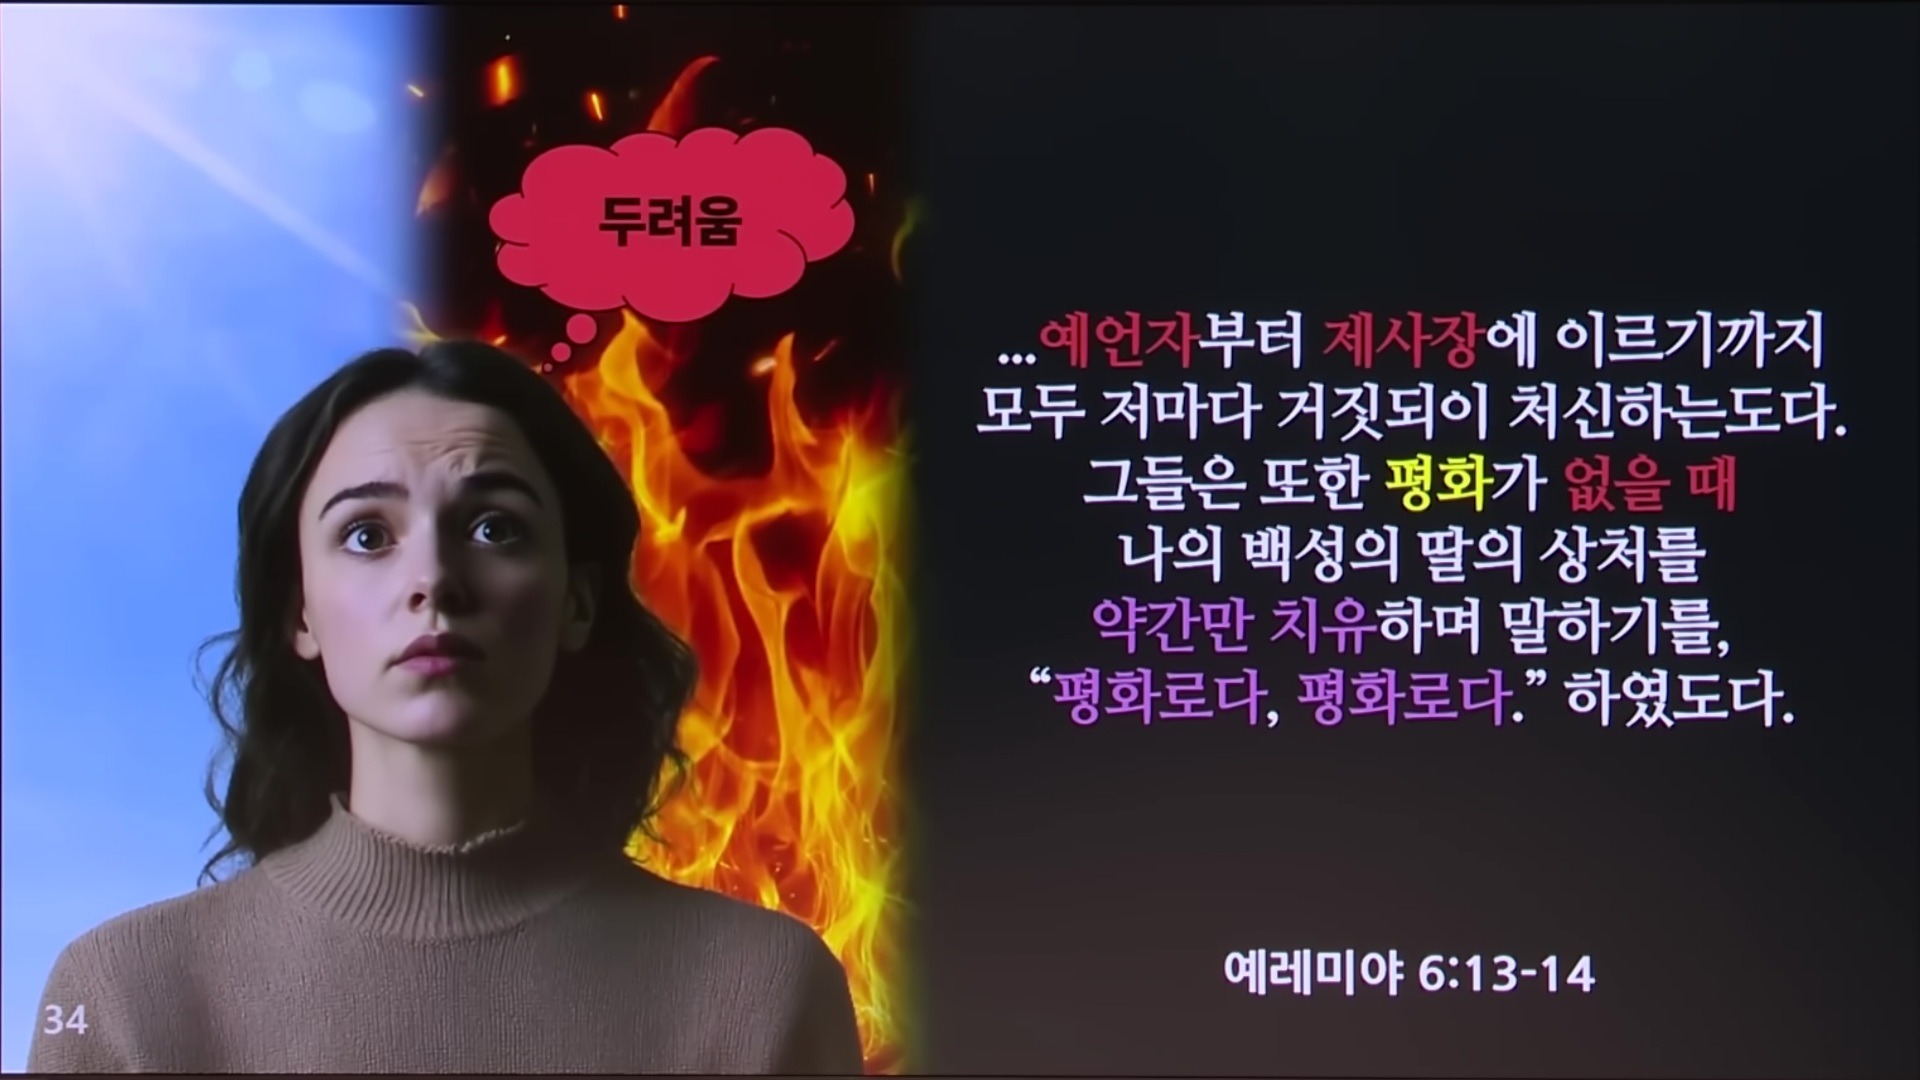 두려움
...예언자부터 제사장에 이르기까지
모두 저마다 거짓되이 처신하는도다.
그들은 또한 평화가 없을 때
나의 백성의 딸의 상처를
약간만 치유하며 말하기를,
“평화로다, 평화로다.” 하였도다.
예레미야 6:13-14
34